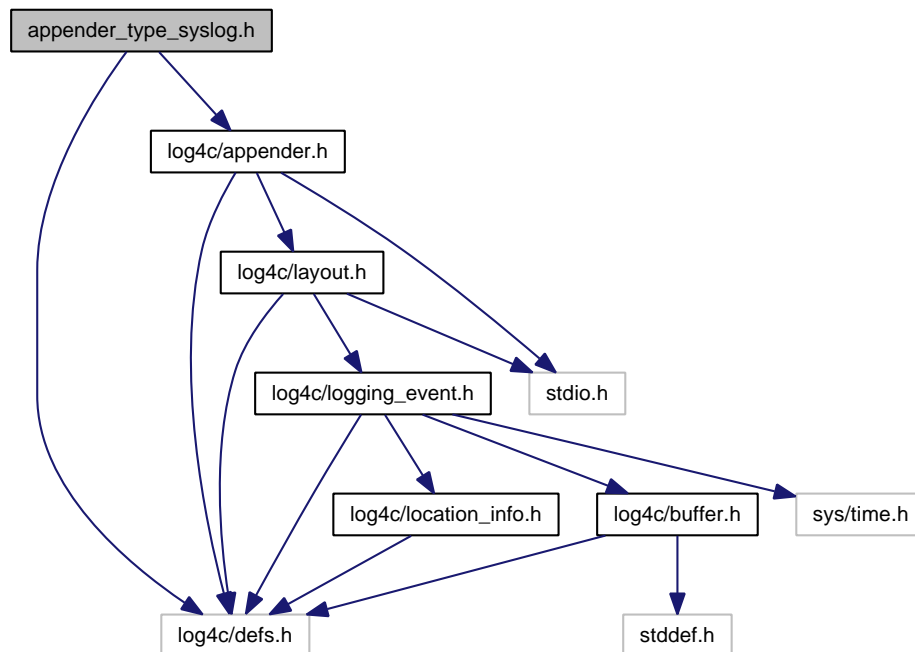 appender_type_syslog.h
log4c/appender.h
log4c/layout.h
log4c/logging_event.h
stdio.h
log4c/location_info.h
log4c/buffer.h
sys/time.h
log4c/defs.h
stddef.h